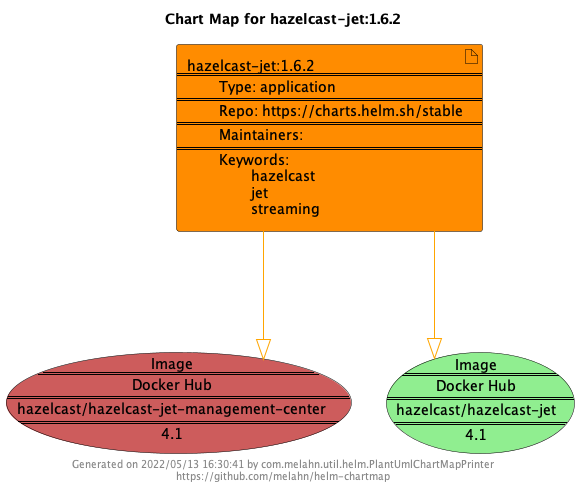 Chart Map for hazelcast-jet:1.6.2
hazelcast-jet:1.6.2
Type: application
Repo: https://charts.helm.sh/stable
Maintainers:
Keywords:
hazelcast
jet
streaming
Image
Docker Hub
hazelcast/hazelcast-jet-management-center
4.1
Image
Docker Hub
hazelcast/hazelcast-jet
4.1
Generated on 2022/05/13 16:30:41 by com.melahn.util.helm.PlantUmlChartMapPrinter
https://github.com/melahn/helm-chartmap